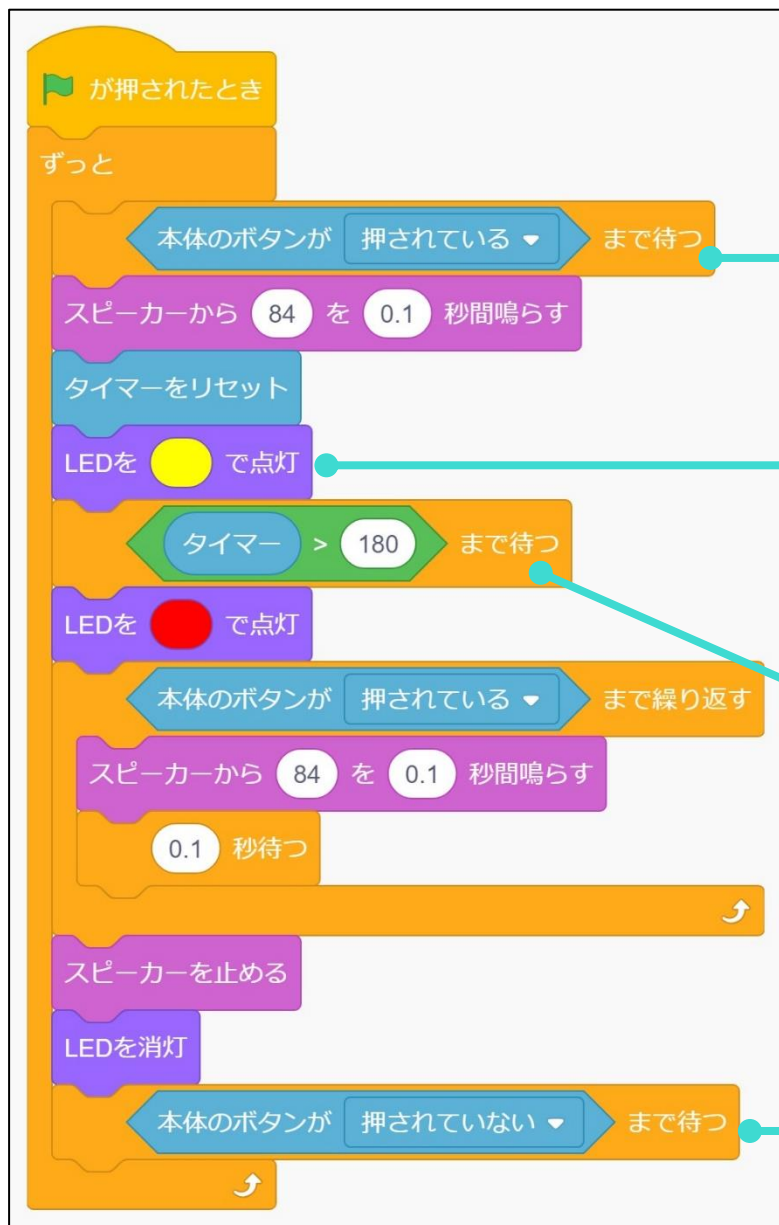 が押されたとき
ずっと
本体のボタンが 押されている まで待つ
スピーカーから 84 を 0.1 秒間鳴らす
タイマーをリセット
LEDを で点灯
タイマー > 180 まで待つ
LEDを で点灯
本体のボタンが 押されている まで繰り返す
スピーカーから 84 を 0.1 秒間鳴らす
0.1 秒待つ
スピーカーを止める
LEDを消灯
本体のボタンが 押されていない まで待つ